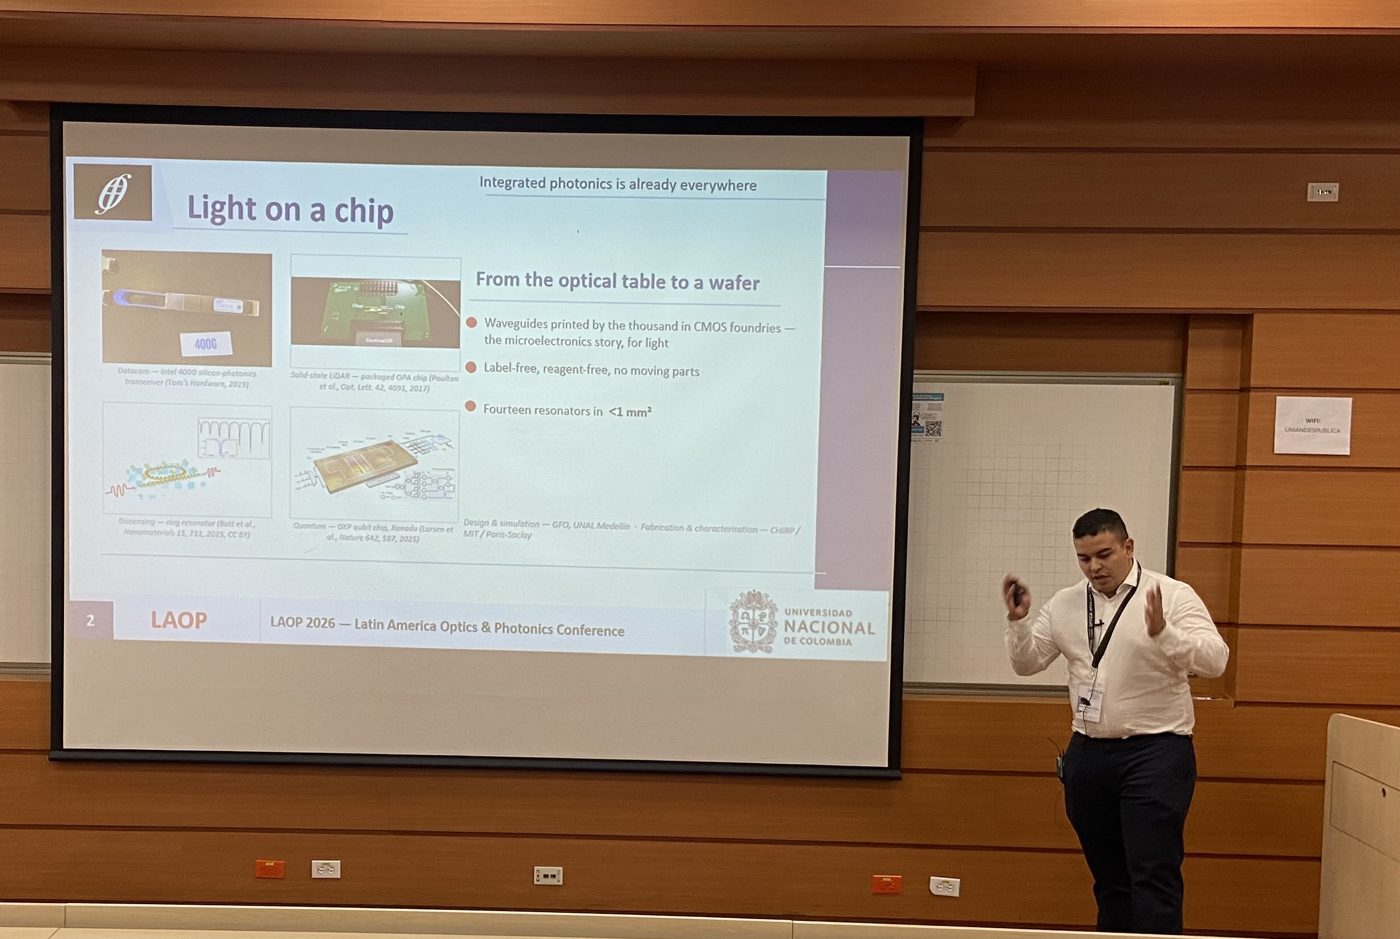 Integrated photonics is already everywhere
Light on a chip
From the optical table to a wafer
Waveguides printed by the thousand in CMOS foundries —
the microelectronics story, for light
Label-free, reagent-free, no moving parts
Fourteen resonators in <1 mm²
400G
Datacom — Intel 400G silicon-photonics
transceiver (Tom's Hardware, 2019)
Fiber
Chip
Solid-state LiDAR — packaged OPA chip (Poulton
et al., Opt. Lett. 42, 4091, 2017)
Biosensing — ring resonator (Butt et al.,
Nanomaterials 15, 731, 2025, CC BY)
Quantum — GKP qubit chip, Xanadu (Larsen et
al., Nature 642, 587, 2025)
Design & simulation — GFO, UNAL Medellín · Fabrication & characterisation — CHIRP /
MIT / Paris-Saclay
2
LAOP
LAOP 2026 — Latin America Optics & Photonics Conference
UNIVERSIDAD
NACIONAL
DE COLOMBIA
WIFI:
UNIANDESPUBLICA